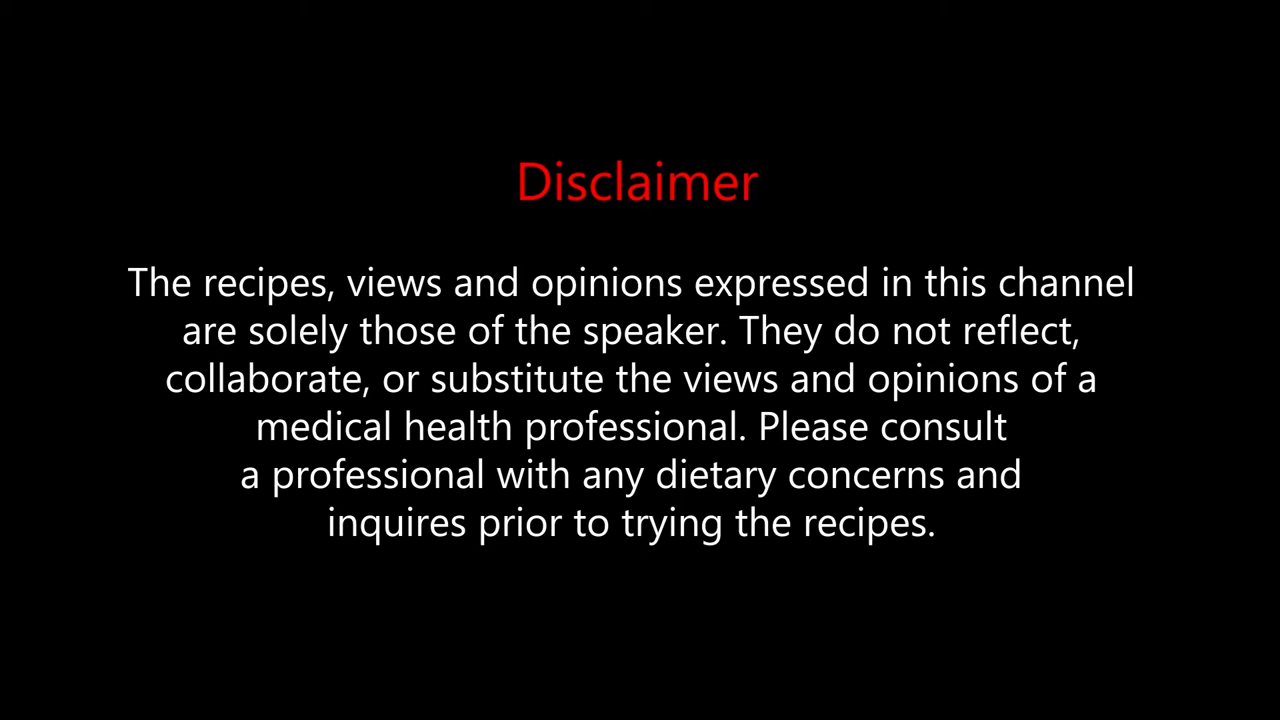 Disclaimer
The recipes, views and opinions expressed in this channel
are solely those of the speaker. They do not reflect,
collaborate, or substitute the views and opinions of a
medical health professional. Please consult
a professional with any dietary concerns and
inquires prior to trying the recipes.